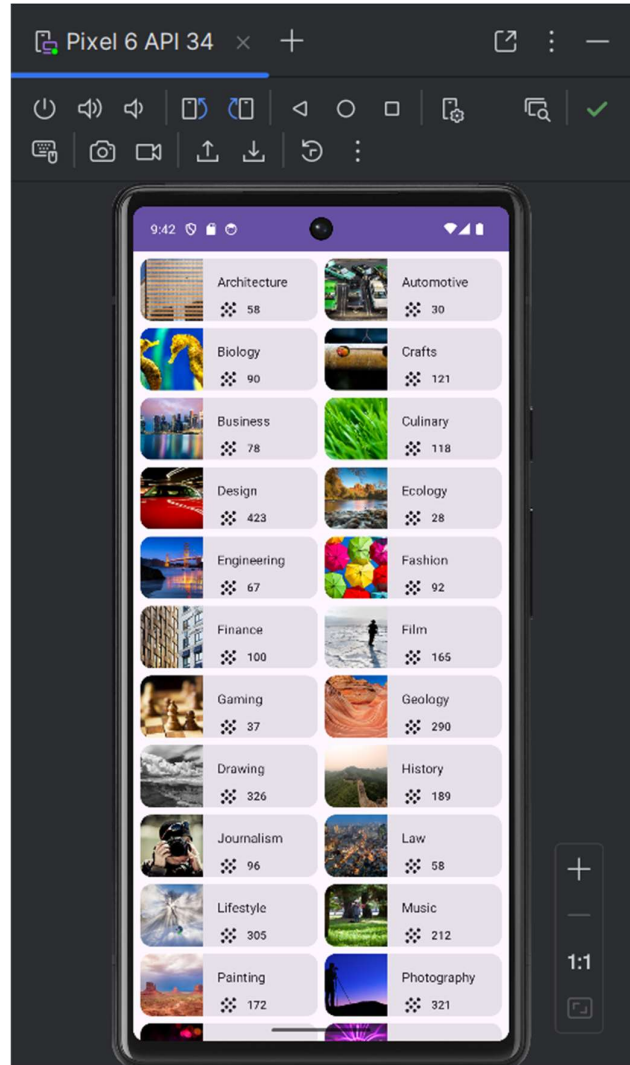 Pixel 6 API 34
9:42
Architecture
58
Automotive
30
Biology
90
Crafts
121
Business
78
Culinary
118
Design
423
Ecology
28
Engineering
67
Fashion
92
Finance
100
Film
165
Gaming
37
Geology
290
Drawing
326
History
189
Journalism
96
Law
58
Lifestyle
305
Music
212
Painting
172
Photography
321
1:1